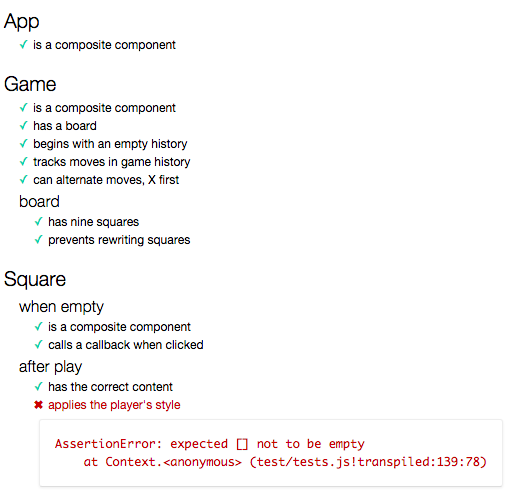 App
✓ is a composite component
Game
✓ is a composite component
✓ has a board
✓ begins with an empty history
✓ tracks moves in game history
✓ can alternate moves, X first
board
✓ has nine squares
✓ prevents rewriting squares
Square
when empty
✓ is a composite component
✓ calls a callback when clicked
after play
✓ has the correct content
✖ applies the player's style
AssertionError: expected [] not to be empty
at Context.<anonymous> (test/tests.js!transpiled:139:78)